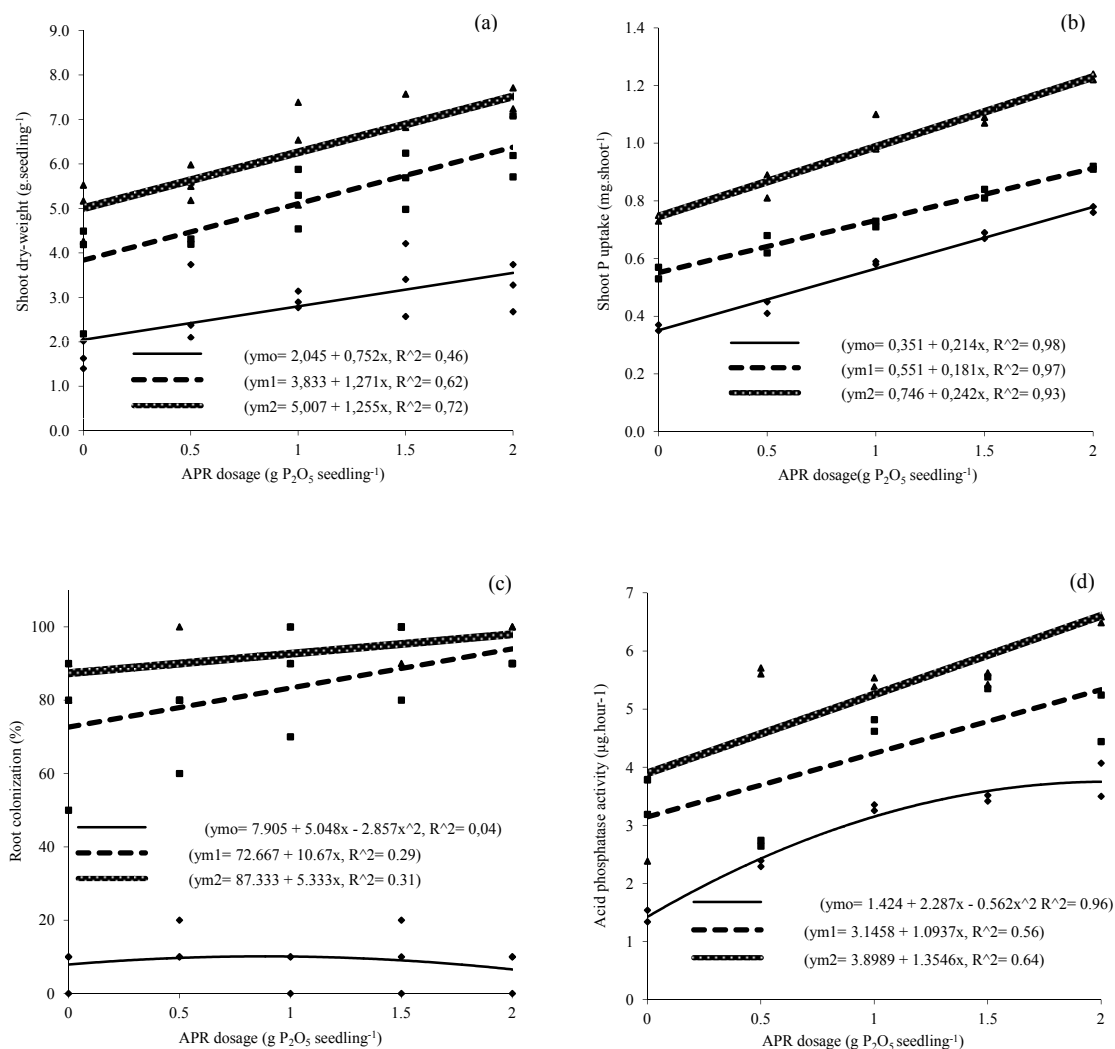 (a)
9.0
8.0
7.0
6.0
5.0
4.0
3.0
2.0
1.0
0.0
Shoot dry-weight (g.seedling-1)
(ymo= 2,045 + 0,752x, R^2= 0,46)
(ym1= 3,833 + 1,271x, R^2= 0,62)
(ym2= 5,007 + 1,255x, R^2= 0,72)
0 0.5 1 1.5 2
APR dosage (g P2O5 seedling-1)
(b)
1.4
1.2
1.0
0.8
0.6
0.4
0.2
0.0
Shoot P uptake (mg.shoot-1)
(ymo= 0,351 + 0,214x, R^2= 0,98)
(ym1= 0,551 + 0,181x, R^2= 0,97)
(ym2= 0,746 + 0,242x, R^2= 0,93)
0 0.5 1 1.5 2
APR dosage(g P2O5 seedling-1)
(c)
100
80
60
40
20
0
Root colonization (%)
(ymo= 7.905 + 5.048x - 2.857x^2, R^2= 0,04)
(ym1= 72.667 + 10.67x, R^2= 0.29)
(ym2= 87.333 + 5.333x, R^2= 0.31)
0 0.5 1 1.5 2
APR dosage (g P2O5 seedling-1)
(d)
7
6
5
4
3
2
1
0
Acid phosphatase activity (µg.hour-1)
(ymo= 1.424 + 2.287x - 0.562x^2 R^2= 0.96)
(ym1= 3.1458 + 1.0937x, R^2= 0.56)
(ym2= 3.8989 + 1.3546x, R^2= 0.64)
0 0.5 1 1.5 2
APR dosage (g P2O5 seedling-1)